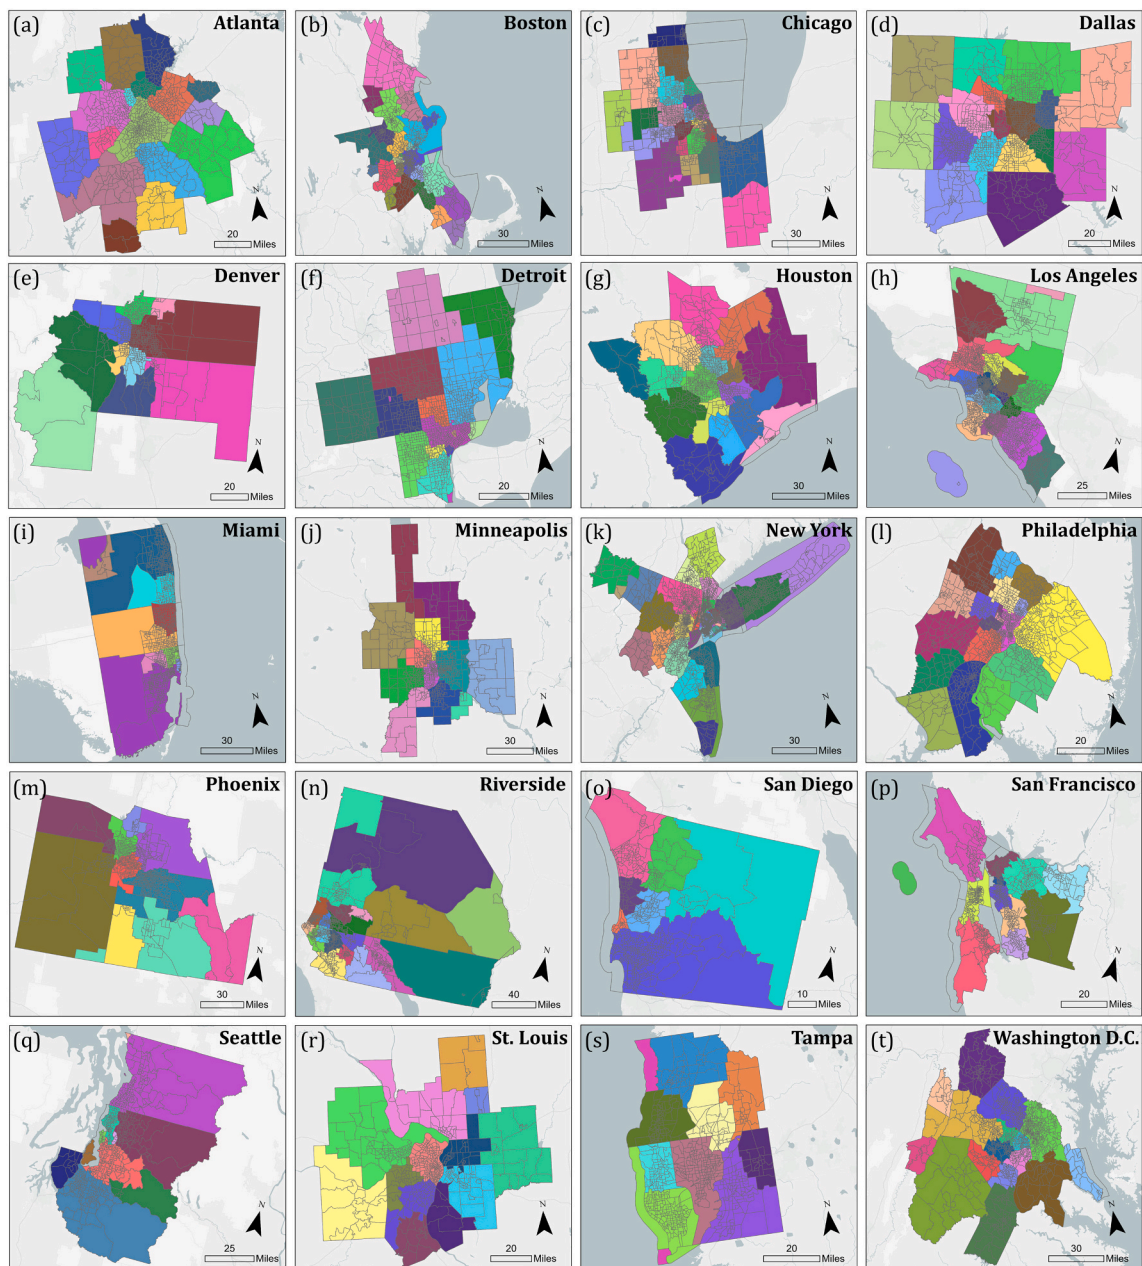 (a) Atlanta
N
20 Miles
(b) Boston
N
30 Miles
(c) Chicago
N
20 Miles
(d) Dallas
N
20 Miles
(e) Denver
N
20 Miles
(f) Detroit
N
20 Miles
(g) Houston
N
30 Miles
(h) Los Angeles
N
25 Miles
(i) Miami
N
30 Miles
(j) Minneapolis
N
30 Miles
(k) New York
N
30 Miles
(l) Philadelphia
N
20 Miles
(m) Phoenix
N
30 Miles
(n) Riverside
N
40 Miles
(o) San Diego
N
10 Miles
(p) San Francisco
N
20 Miles
(q) Seattle
N
25 Miles
(r) St. Louis
N
20 Miles
(s) Tampa
N
20 Miles
(t) Washington D.C.
N
30 Miles